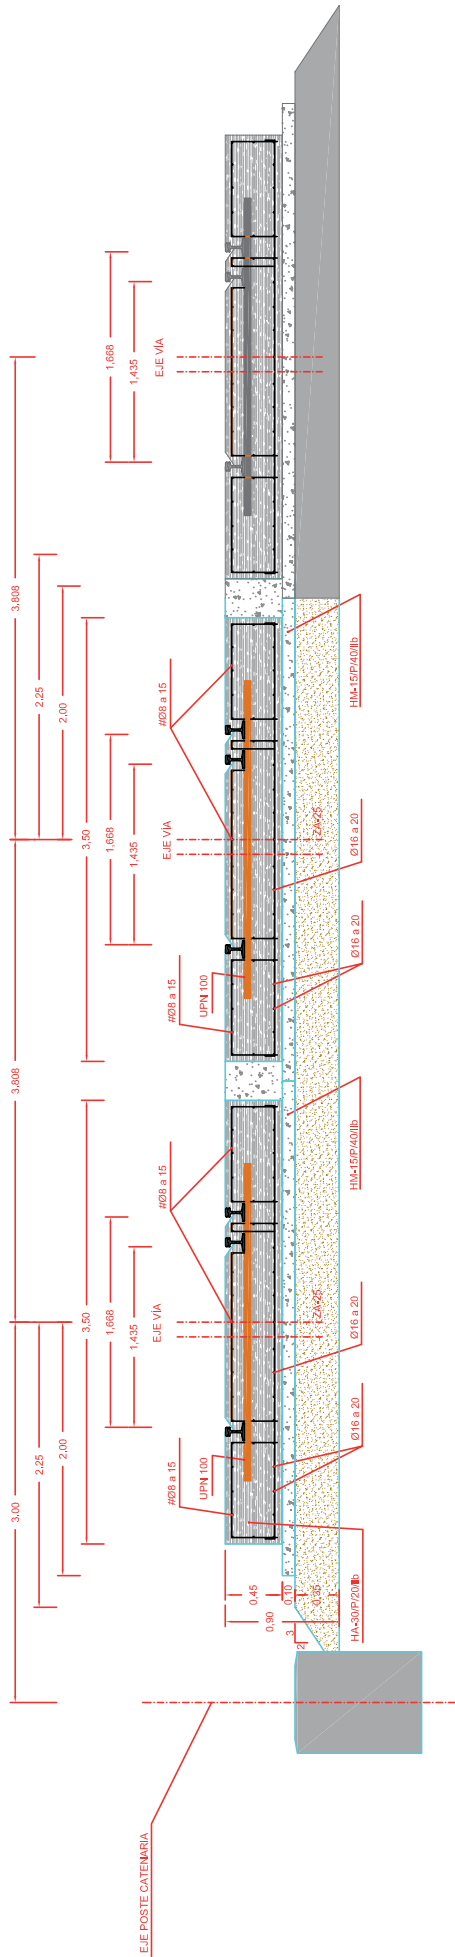 3.808
2.25
2.00
1,668
1,435
EJE VÍA
#Ø8 a 15
HM-15/P/40/IIb
3,50
1,668
1,435
EJE VÍA
ZA-25
Ø16 a 20
#Ø8 a 15
UPN 100
Ø16 a 20
3.808
#Ø8 a 15
HM-15/P/40/IIb
1,668
1,435
EJE VÍA
ZA-25
3,50
Ø16 a 20
2.25
2.00
#Ø8 a 15
UPN 100
Ø16 a 20
3.00
0,45
0,10
0,35
0,90
HA-30/P/20/IIb
3
2
EJE POSTE CATENARIA